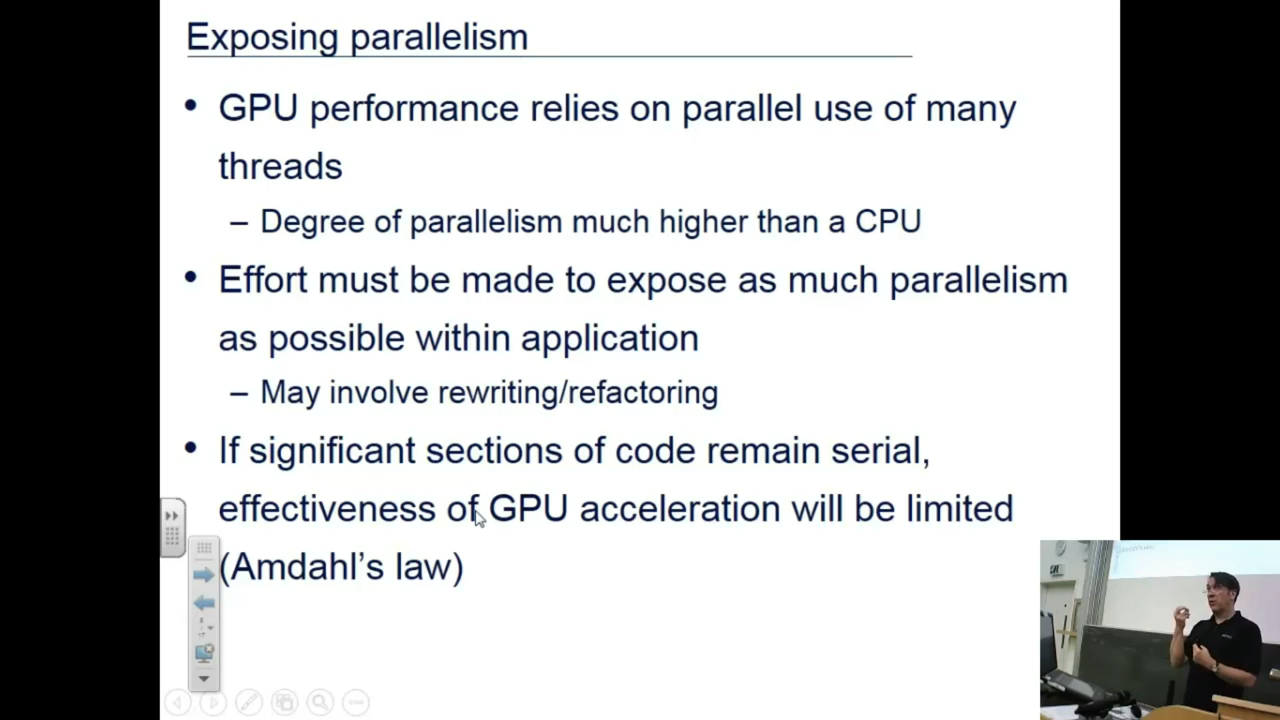 Exposing parallelism
• GPU performance relies on parallel use of many
threads
– Degree of parallelism much higher than a CPU
• Effort must be made to expose as much parallelism
as possible within application
– May involve rewriting/refactoring
• If significant sections of code remain serial,
effectiveness of GPU acceleration will be limited
(Amdahl's law)